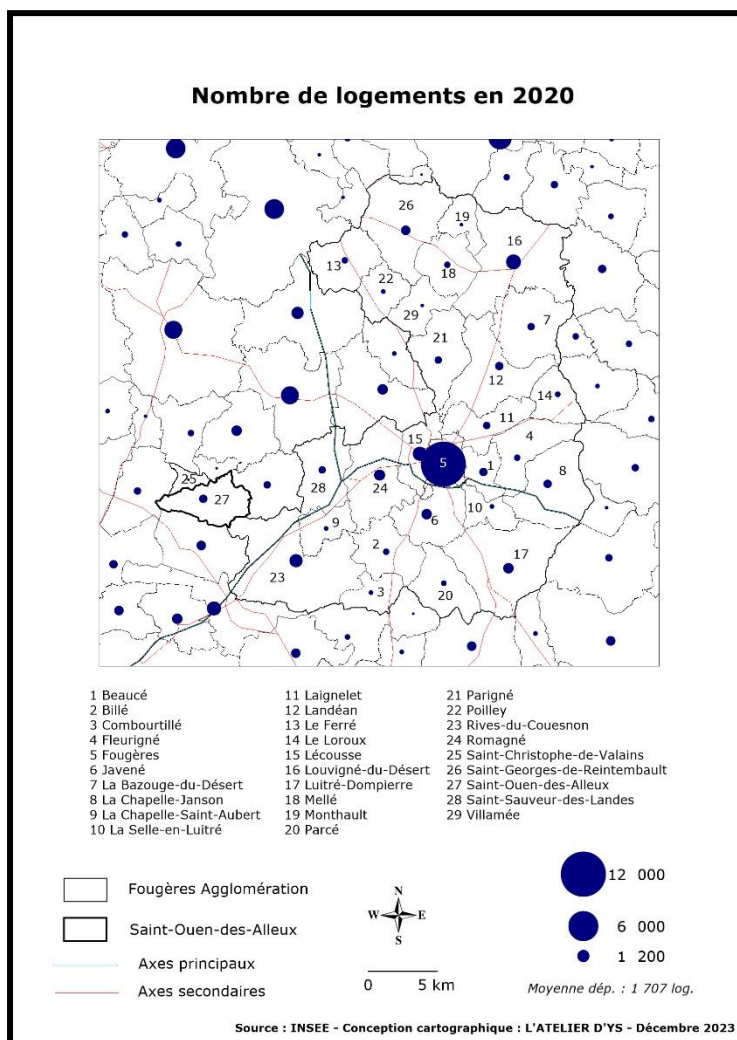 Nombre de logements en 2020
26
19
16
13
18
22
29
7
21
12
14
11
15
4
5
1
8
25
27
28
24
10
9
6
2
17
23
3
20
1 Beaucé
2 Billé
3 Combourtillé
4 Fleurigné
5 Fougères
6 Javené
7 La Bazouge-du-Désert
8 La Chapelle-Janson
9 La Chapelle-Saint-Aubert
10 La Selle-en-Luitré
11 Laignelet
12 Landéan
13 Le Ferré
14 Le Loroux
15 Lécousse
16 Louvigné-du-Désert
17 Luitré-Dompierre
18 Mellé
19 Monthault
20 Parcé
21 Parigné
22 Poilley
23 Rives-du-Couesnon
24 Romagné
25 Saint-Christophe-de-Valains
26 Saint-Georges-de-Reintembault
27 Saint-Ouen-des-Alleux
28 Saint-Sauveur-des-Landes
29 Villamée
Fougères Agglomération
Saint-Ouen-des-Alleux
Axes principaux
Axes secondaires
N
W E
S
0 5 km
12 000
6 000
1 200
Moyenne dép. : 1 707 log.
Source : INSEE - Conception cartographique : L'ATELIER D'YS - Décembre 2023